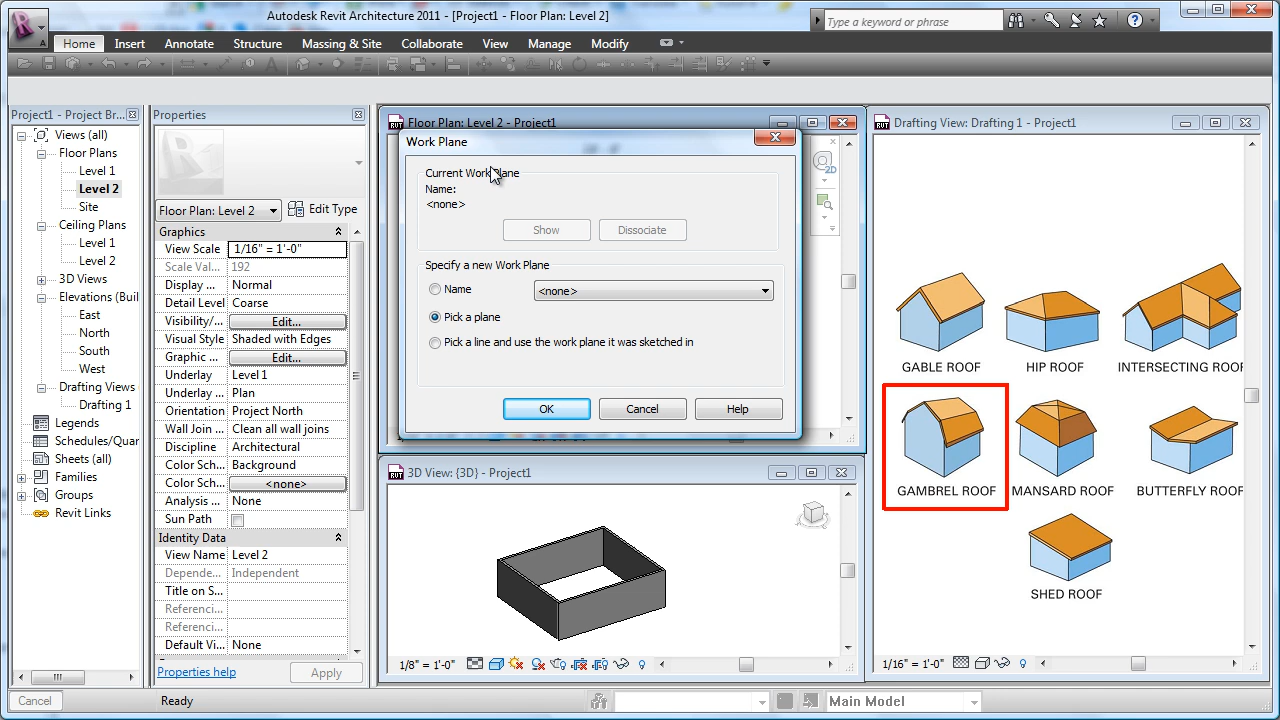 Autodesk Revit Architecture 2011 - [Project1 - Floor Plan: Level 2]
Type a keyword or phrase
Home Insert Annotate Structure Massing & Site Collaborate View Manage Modify
Project1 - Project Br...
Views (all)
Floor Plans
Level 1
Level 2
Site
Ceiling Plans
Level 1
Level 2
3D Views
Elevations (Buil
East
North
South
West
Drafting Views
Drafting 1
Legends
Schedules/Quar
Sheets (all)
Families
Groups
Revit Links
Properties
Floor Plan: Level 2
Edit Type
Graphics
View Scale 1/16" = 1'-0"
Scale Val... 192
Display ... Normal
Detail Level Coarse
Visibility/... Edit...
Visual Style Shaded with Edges
Graphic ... Edit...
Underlay Level 1
Underlay ... Plan
Orientation Project North
Wall Join ... Clean all wall joins
Discipline Architectural
Color Sch... Background
Color Sch... <none>
Analysis ... None
Sun Path
Identity Data
View Name Level 2
Depende... Independent
Title on S...
Referenci...
Referenci...
Default Vi... None
Properties help
Apply
Floor Plan: Level 2 - Project1
2D
Work Plane
Current Work Plane
Name:
<none>
Show Dissociate
Specify a new Work Plane
Name <none>
Pick a plane
Pick a line and use the work plane it was sketched in
OK Cancel Help
3D View: {3D} - Project1
1/8" = 1'-0"
Drafting View: Drafting 1 - Project1
GABLE ROOF HIP ROOF INTERSECTING ROOF
GAMBREL ROOF MANSARD ROOF BUTTERFLY ROOF
SHED ROOF
1/16" = 1'-0"
Cancel
Ready
Main Model